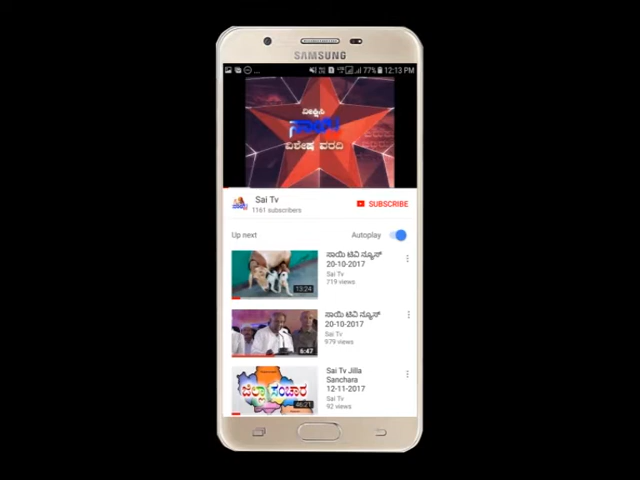 SAMSUNG
77% 12:13 PM
ವೀಕ್ಷಿಸಿ
ವಿಶೇಷ ವರದಿ
Sai Tv
1161 subscribers
SUBSCRIBE
Up next
Autoplay
ಸಾಯಿ ಟಿವಿ ನ್ಯೂಸ್
20-10-2017
Sai Tv
719 views
13:24
ಸಾಯಿ ಟಿವಿ ನ್ಯೂಸ್
20-10-2017
Sai Tv
979 views
6:47
Sai Tv Jilla
Sanchara
12-11-2017
Sai Tv
92 views
ಜಿಲ್ಲಾ ಸಂಚಾರ
46:21